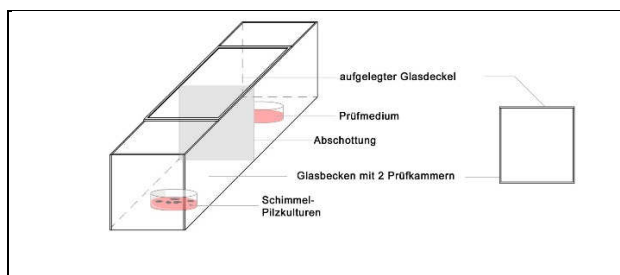 aufgelegter Glasdeckel
Prüfmedium
Abschottung
Glasbecken mit 2 Prüfkammern
Schimmel-
Pilzkulturen